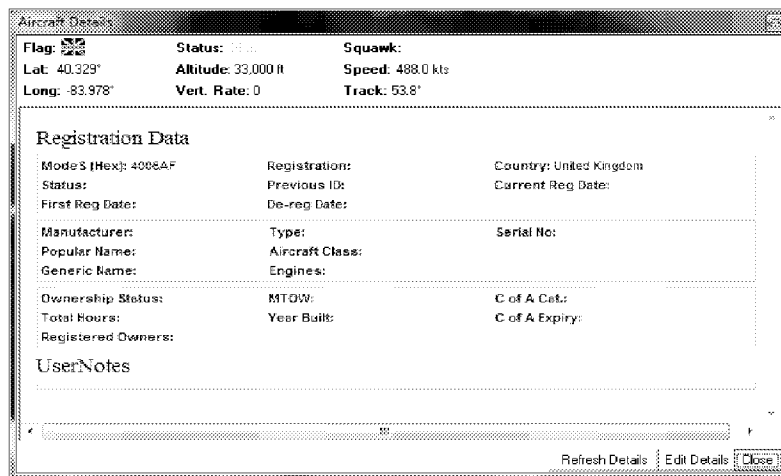 Aircraft Details
Flag: Status: Squawk:
Lat: 40.329° Altitude: 33,000 ft Speed: 488.0 kts
Long: -83.978° Vert. Rate: 0 Track: 53.8°
Registration Data
ModeS (Hex): 4006AF Registration: Country: United Kingdom
Status: Previous ID: Current Reg Date:
First Reg Date: De-reg Date:
Manufacturer: Type: Serial No:
Popular Name: Aircraft Class:
Generic Name: Engines:
Ownership Status: MTOW: C of A Cat.:
Total Hours: Year Built: C of A Expiry:
Registered Owners:
UserNotes
Refresh Details Edit Details Close